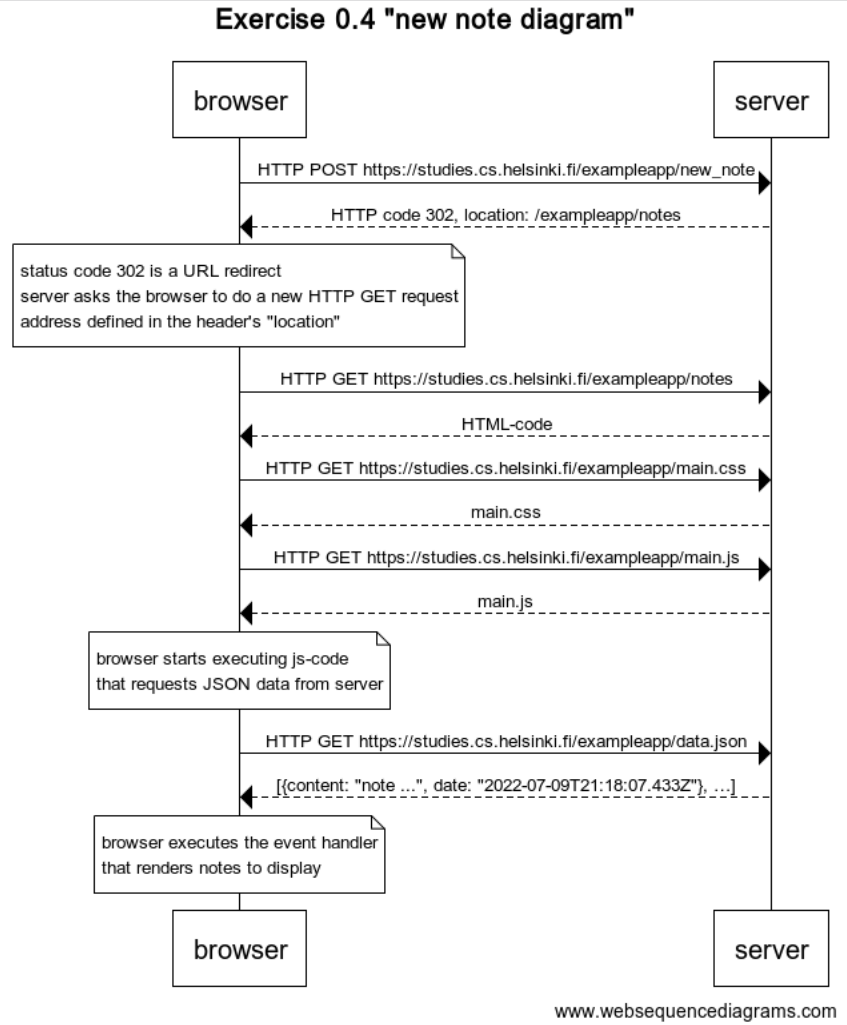 Exercise 0.4 "new note diagram"
browser
server
HTTP POST https://studies.cs.helsinki.fi/exampleapp/new_note
HTTP code 302, location: /exampleapp/notes
status code 302 is a URL redirect
server asks the browser to do a new HTTP GET request
address defined in the header's "location"
HTTP GET https://studies.cs.helsinki.fi/exampleapp/notes
HTML-code
HTTP GET https://studies.cs.helsinki.fi/exampleapp/main.css
main.css
HTTP GET https://studies.cs.helsinki.fi/exampleapp/main.js
main.js
browser starts executing js-code
that requests JSON data from server
HTTP GET https://studies.cs.helsinki.fi/exampleapp/data.json
[{content: "note ...", date: "2022-07-09T21:18:07.433Z"}, ...]
browser executes the event handler
that renders notes to display
browser
server
www.websequencediagrams.com